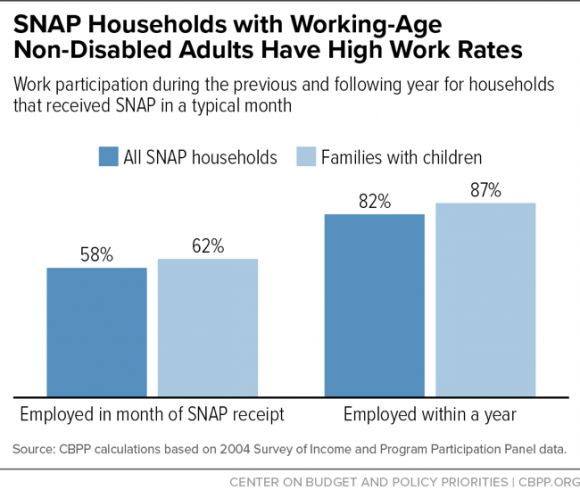 SNAP Households with Working-Age
Non-Disabled Adults Have High Work Rates
Work participation during the previous and following year for households
that received SNAP in a typical month
All SNAP households
Families with children
58%
62%
82%
87%
Employed in month of SNAP receipt
Employed within a year
Source: CBPP calculations based on 2004 Survey of Income and Program Participation Panel data.
CENTER ON BUDGET AND POLICY PRIORITIES | CBPP.ORG